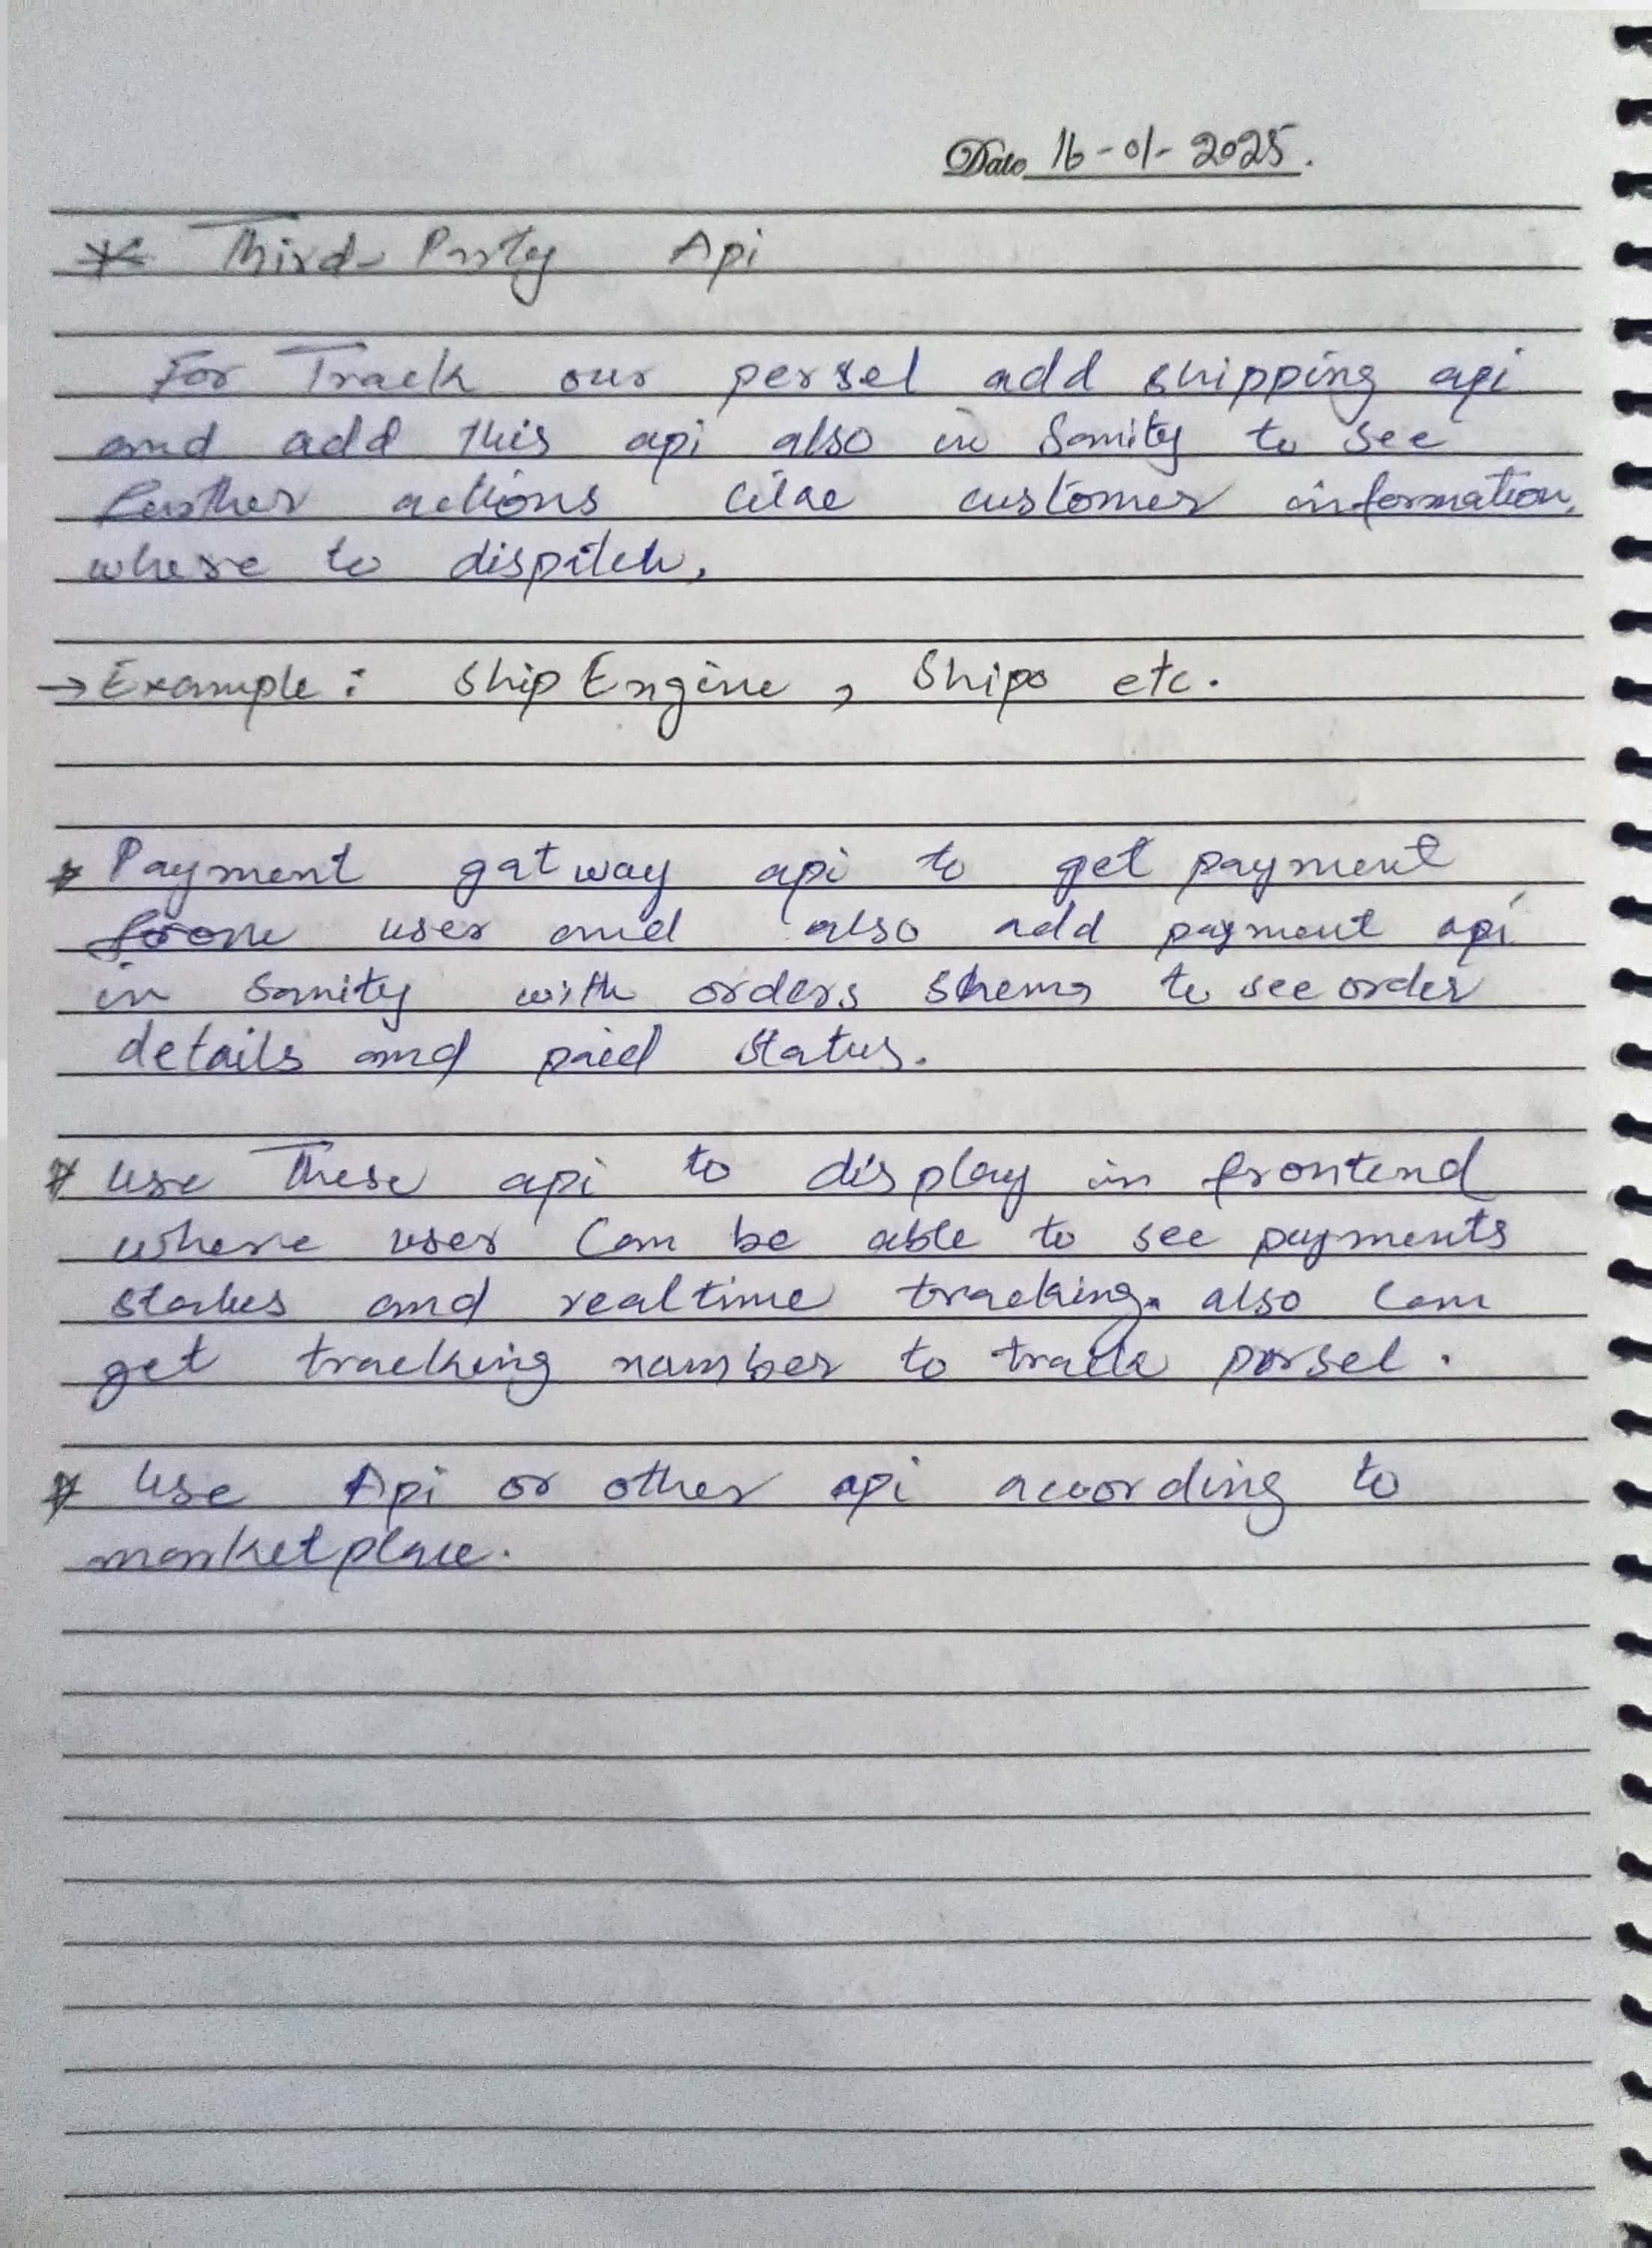 Date 16-01-2025.
* Third-Party Api
For Track our persel add shipping api
and add this api also in Sanity to see
further actions like customer information,
where to dispitch,
→ Example: ShipEngine, Shipo etc.
* Payment gatway api to get payment
from user and also add payment api
in Sanity with orders shema to see order
details and paid status.
* Use These api to display in frontend
where user can be able to see payments
status and realtime tracking. also can
get tracking number to track parsel.
* Use Api or other api according to
marketplace.